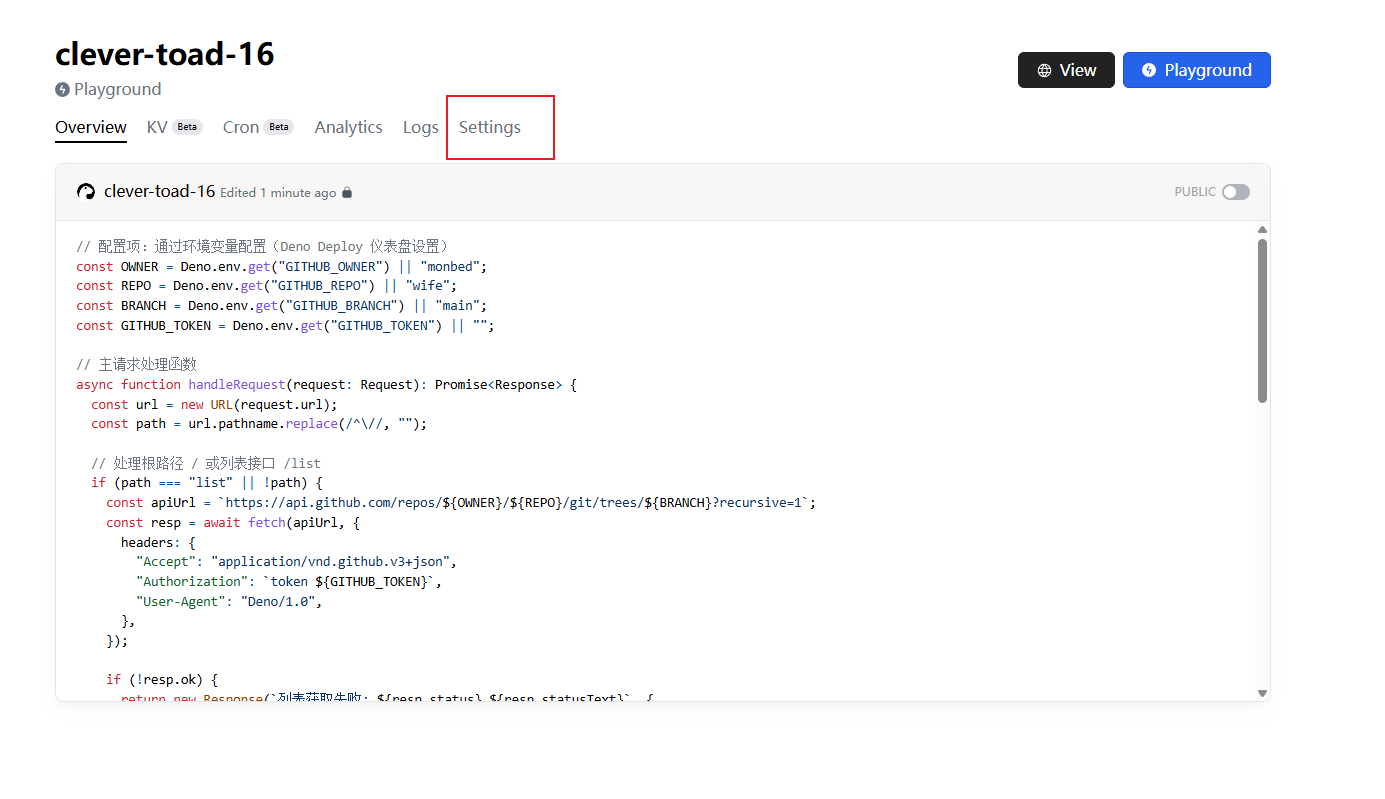 clever-toad-16
Playground
View
Playground
Overview KV Beta Cron Beta Analytics Logs Settings
clever-toad-16 Edited 1 minute ago
PUBLIC
// 配置项：通过环境变量配置（Deno Deploy 仪表盘设置）
const OWNER = Deno.env.get("GITHUB_OWNER") || "monbed";
const REPO = Deno.env.get("GITHUB_REPO") || "wife";
const BRANCH = Deno.env.get("GITHUB_BRANCH") || "main";
const GITHUB_TOKEN = Deno.env.get("GITHUB_TOKEN") || "";
// 主请求处理函数
async function handleRequest(request: Request): Promise<Response> {
const url = new URL(request.url);
const path = url.pathname.replace(/^\//, "");
// 处理根路径 / 或列表接口 /list
if (path === "list" || !path) {
const apiUrl = `https://api.github.com/repos/${OWNER}/${REPO}/git/trees/${BRANCH}?recursive=1`;
const resp = await fetch(apiUrl, {
headers: {
"Accept": "application/vnd.github.v3+json",
"Authorization": `token ${GITHUB_TOKEN}`,
"User-Agent": "Deno/1.0",
},
});
if (!resp.ok) {
return new Response(`列表获取失败: ${resp.status} ${resp.statusText}`, {